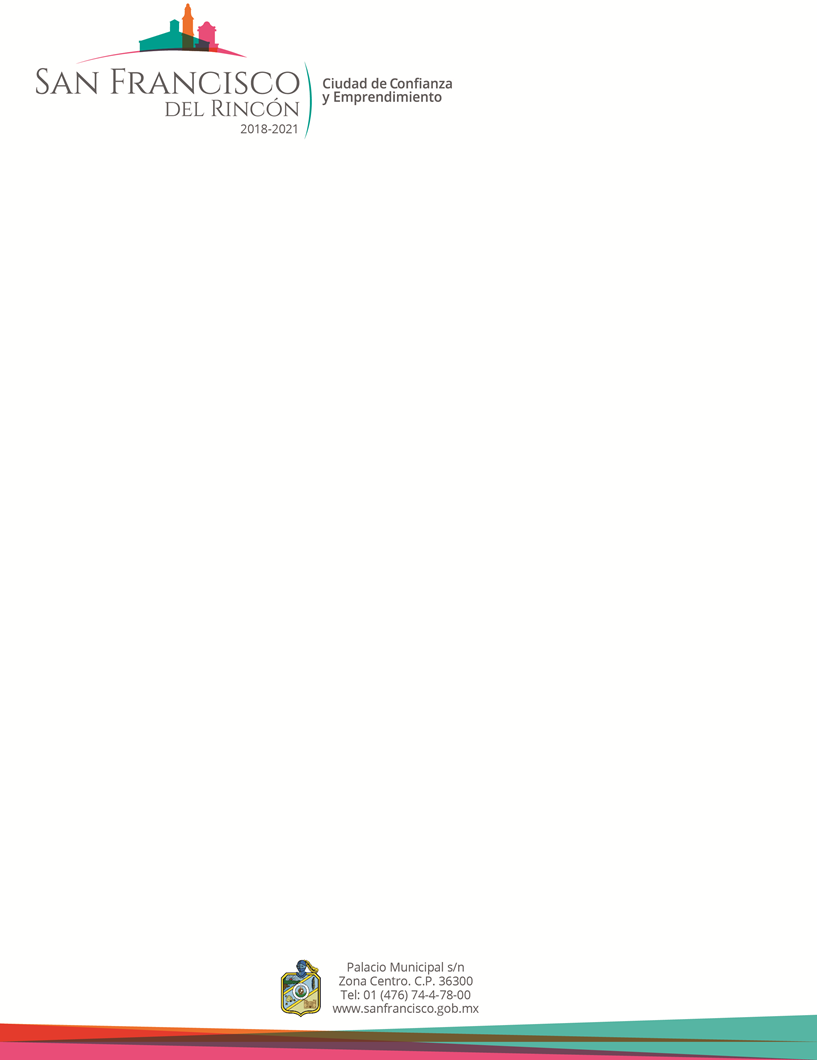 SAN FRANCISCO
DEL RINCÓN
2018-2021
Ciudad de Confianza
y Emprendimiento
Palacio Municipal s/n
Zona Centro. C.P. 36300
Tel: 01 (476) 74-4-78-00
www.sanfrancisco.gob.mx